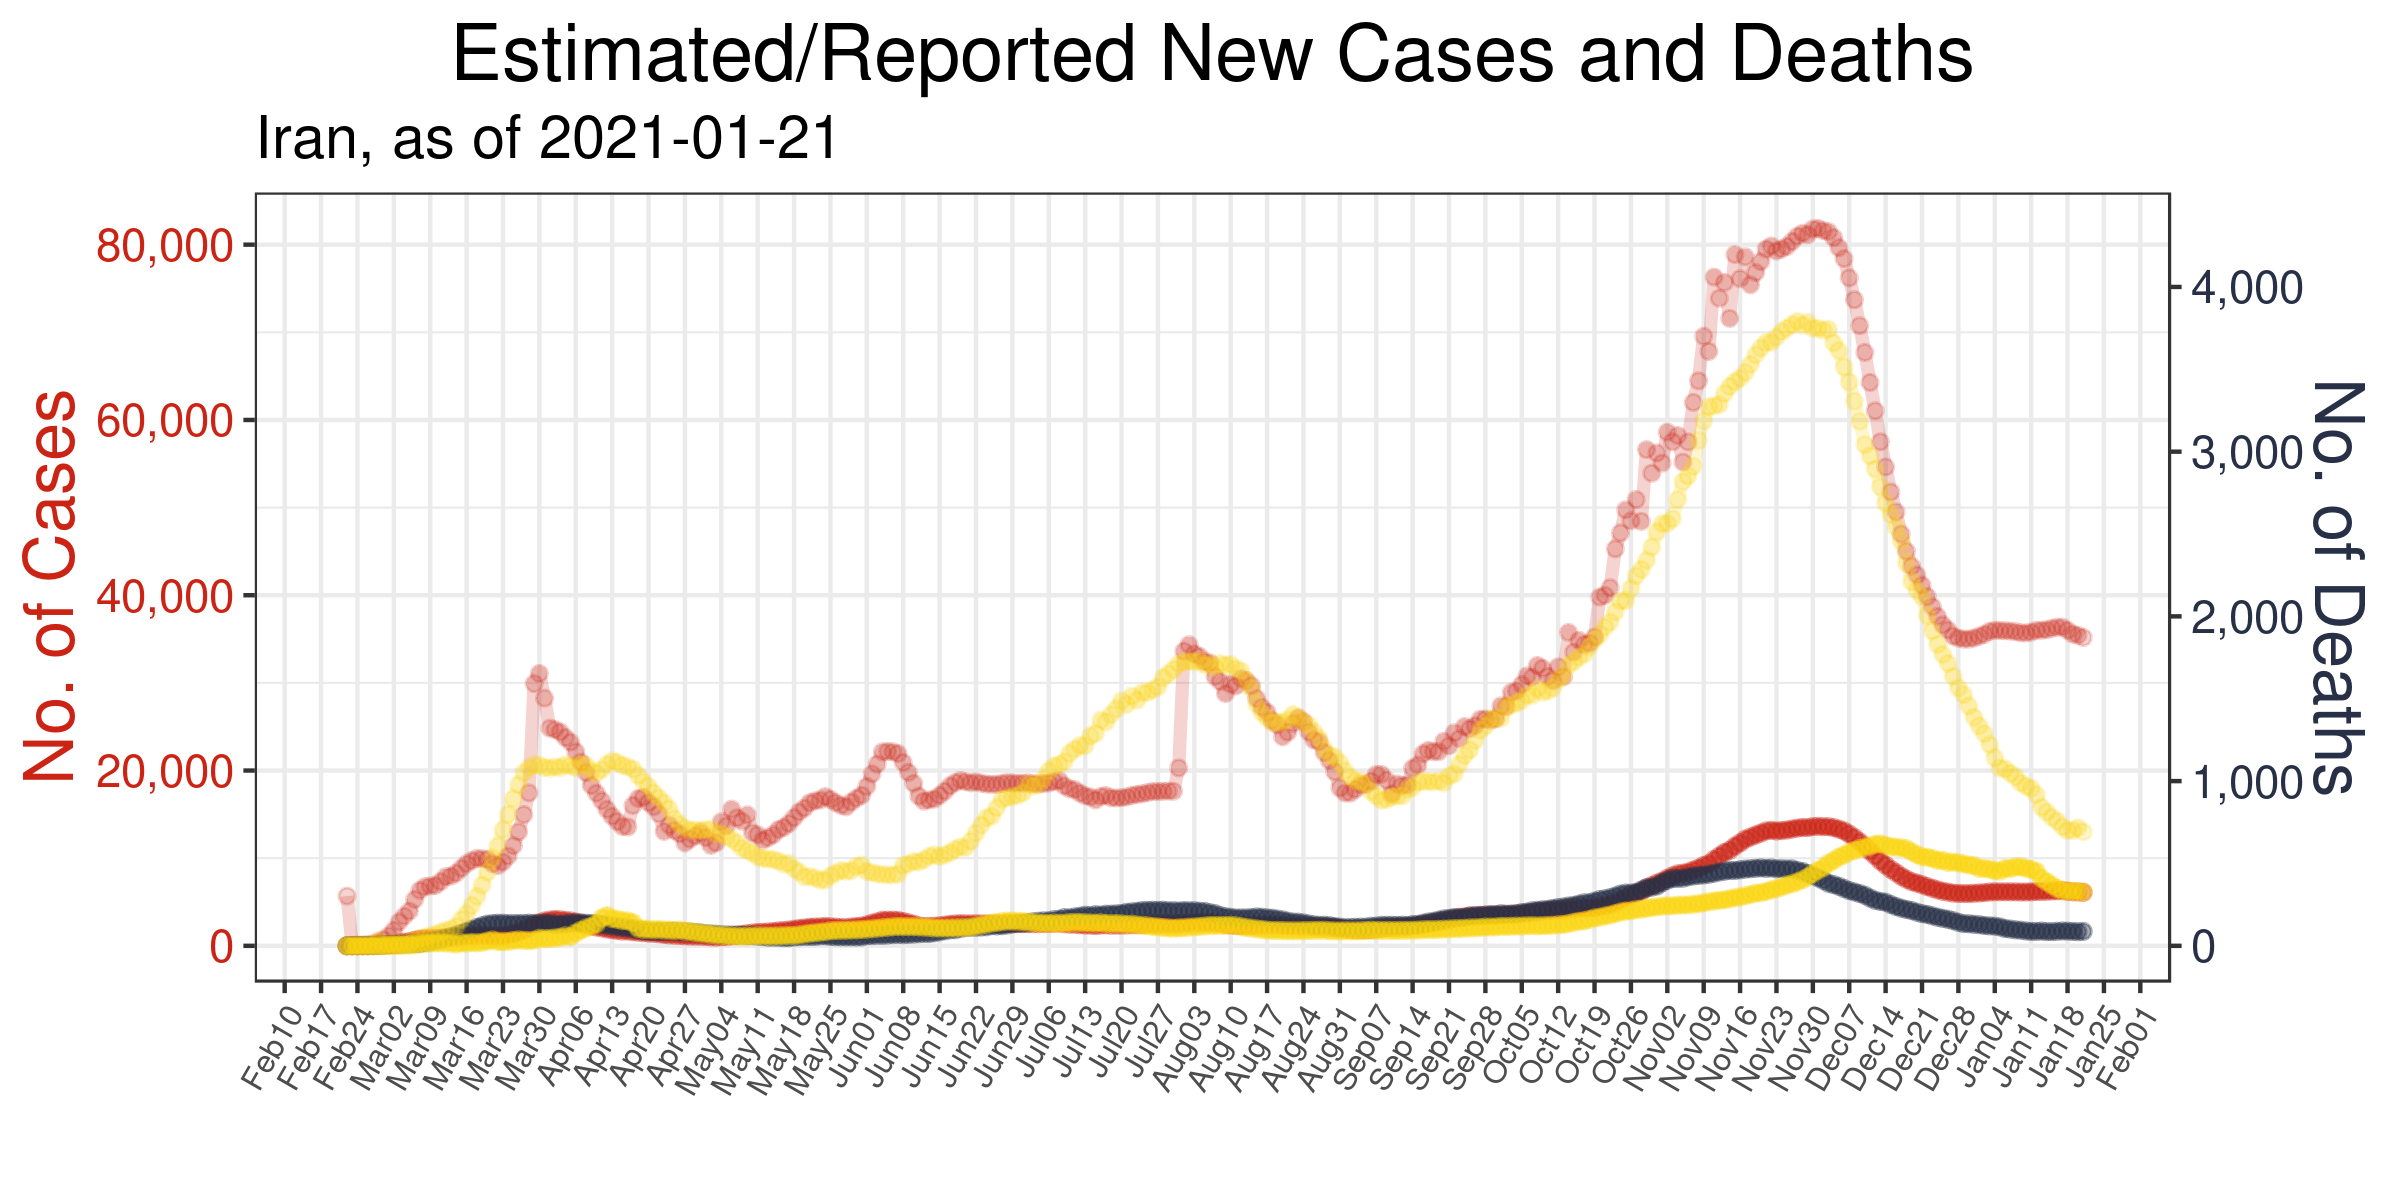 Estimated/Reported New Cases and Deaths
Iran, as of 2021-01-21
No. of Cases
80,000
60,000
40,000
20,000
0
4,000
3,000
2,000
1,000
0
No. of Deaths
Feb10
Feb17
Feb24
Mar02
Mar09
Mar16
Mar23
Mar30
Apr06
Apr13
Apr20
Apr27
May04
May11
May18
May25
Jun01
Jun08
Jun15
Jun22
Jun29
Jul06
Jul13
Jul20
Jul27
Aug03
Aug10
Aug17
Aug24
Aug31
Sep07
Sep14
Sep21
Sep28
Oct05
Oct12
Oct19
Oct26
Nov02
Nov09
Nov16
Nov23
Nov30
Dec07
Dec14
Dec21
Dec28
Jan04
Jan11
Jan18
Jan25
Feb01